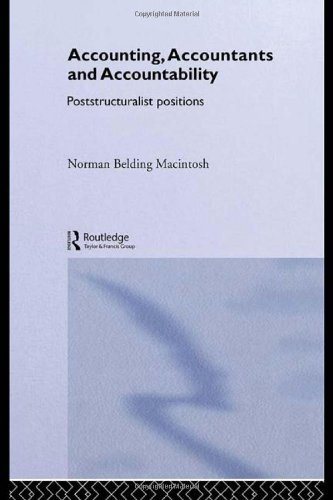 Accounting, Accountants
and Accountability
Poststructuralist positions
Norman Belding Macintosh
Routledge
Taylor & Francis Group